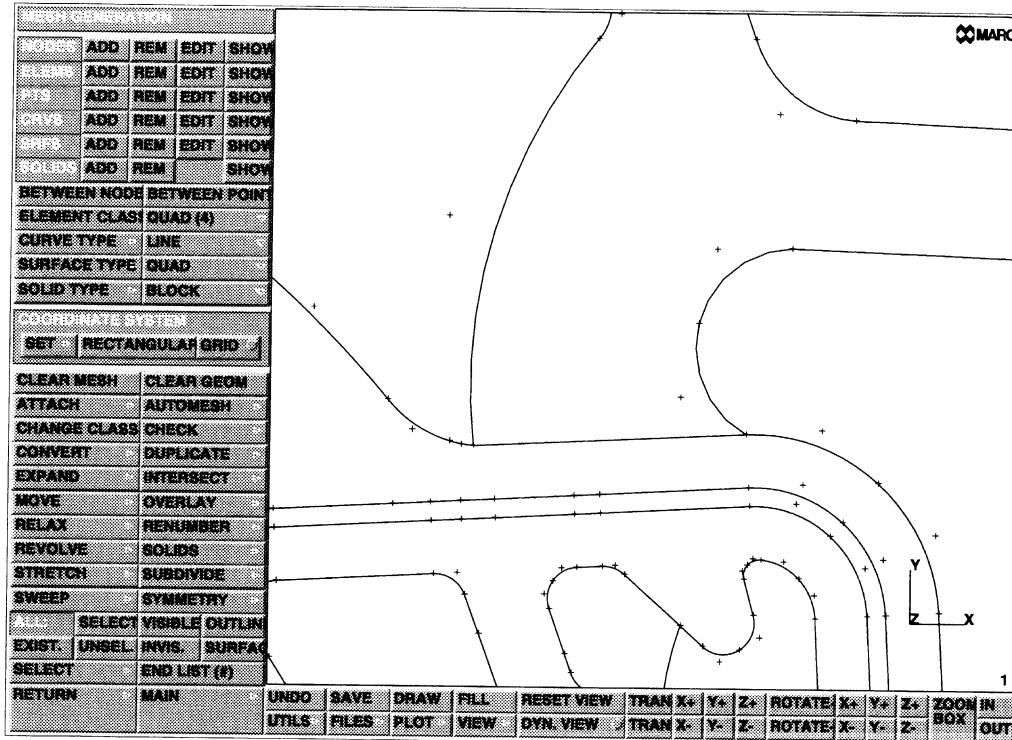 MESH GENERATION
MARC
NODES ADD REM EDIT SHOW
ELEMS ADD REM EDIT SHOW
PTS ADD REM EDIT SHOW
CRVS ADD REM EDIT SHOW
SRFS ADD REM EDIT SHOW
SOLIDS ADD REM SHOW
BETWEEN NODE BETWEEN POINT
ELEMENT CLASS QUAD (4)
CURVE TYPE LINE
SURFACE TYPE QUAD
SOLID TYPE BLOCK
COORDINATE SYSTEM
SET RECTANGULAR GRID
CLEAR MESH CLEAR GEOM
ATTACH AUTOMESH
CHANGE CLASS CHECK
CONVERT DUPLICATE
EXPAND INTERSECT
MOVE OVERLAY
RELAX RENUMBER
REVOLVE SOLIDS
STRETCH SUBDIVIDE
SWEEP SYMMETRY
ALL: SELECT VISIBLE OUTLIN
EXIST. UNSEL. INVIS. SURFAC
SELECT END LIST (#)
RETURN MAIN
Y
Z X
1
UNDO SAVE DRAW FILL RESET VIEW TRAN X+ Y+ Z+ ROTATE X+ Y+ Z+ ZOOM BOX IN
UTILS FILES PLOT VIEW DYN. VIEW TRAN X- Y- Z- ROTATE X- Y- Z- OUT